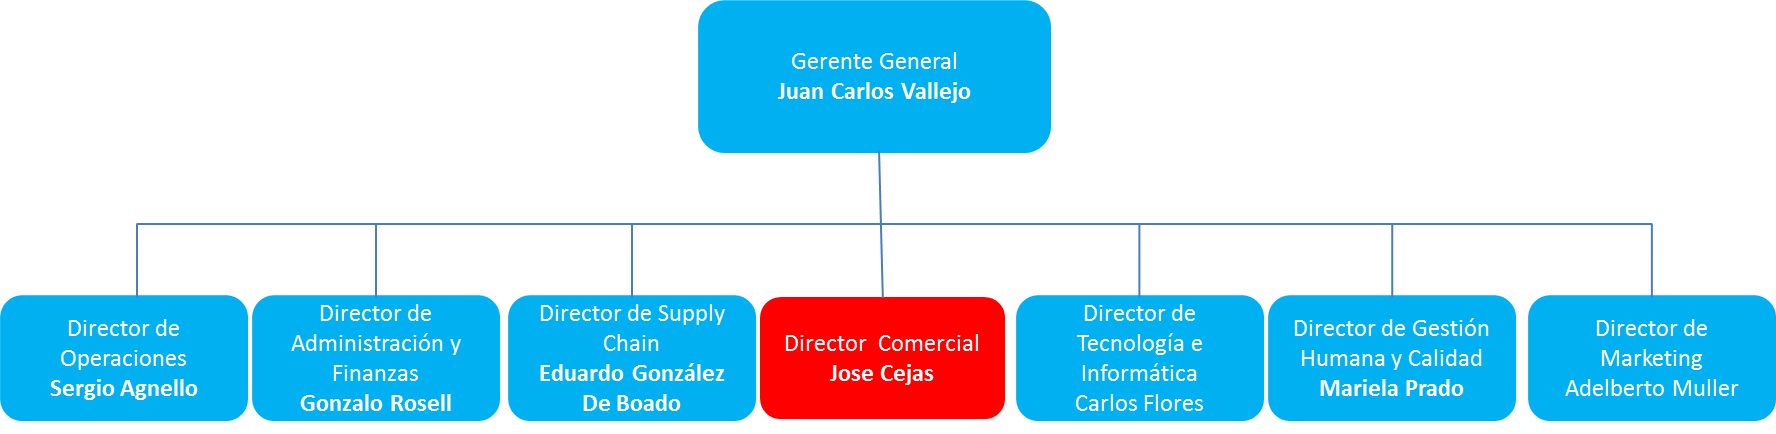 Gerente General
Juan Carlos Vallejo
Director de
Operaciones
Sergio Agnello
Director de
Administración y
Finanzas
Gonzalo Rosell
Director de Supply
Chain
Eduardo González
De Boado
Director Comercial
Jose Cejas
Director de
Tecnología e
Informática
Carlos Flores
Director de Gestión
Humana y Calidad
Mariela Prado
Director de
Marketing
Adelberto Muller